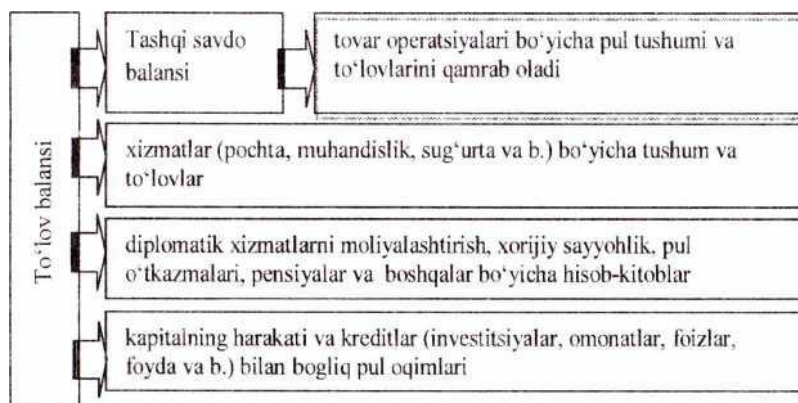 To‘lov balansi
Tashqi savdo
balansi
tovar operatsiyalari bo‘yicha pul tushumi va
to‘lovlarini qamrab oladi
xizmatlar (pochta, muhandislik, sug‘urta va b.) bo‘yicha tushum va
to‘lovlar
diplomatik xizmatlarni moliyalashtirish, xorijiy sayyohlik, pul
o‘tkazmalari, pensiyalar va boshqalar bo‘yicha hisob-kitoblar
kapitalning harakati va kreditlar (investitsiyalar, omonatlar, foizlar,
foyda va b.) bilan bogliq pul oqimlari